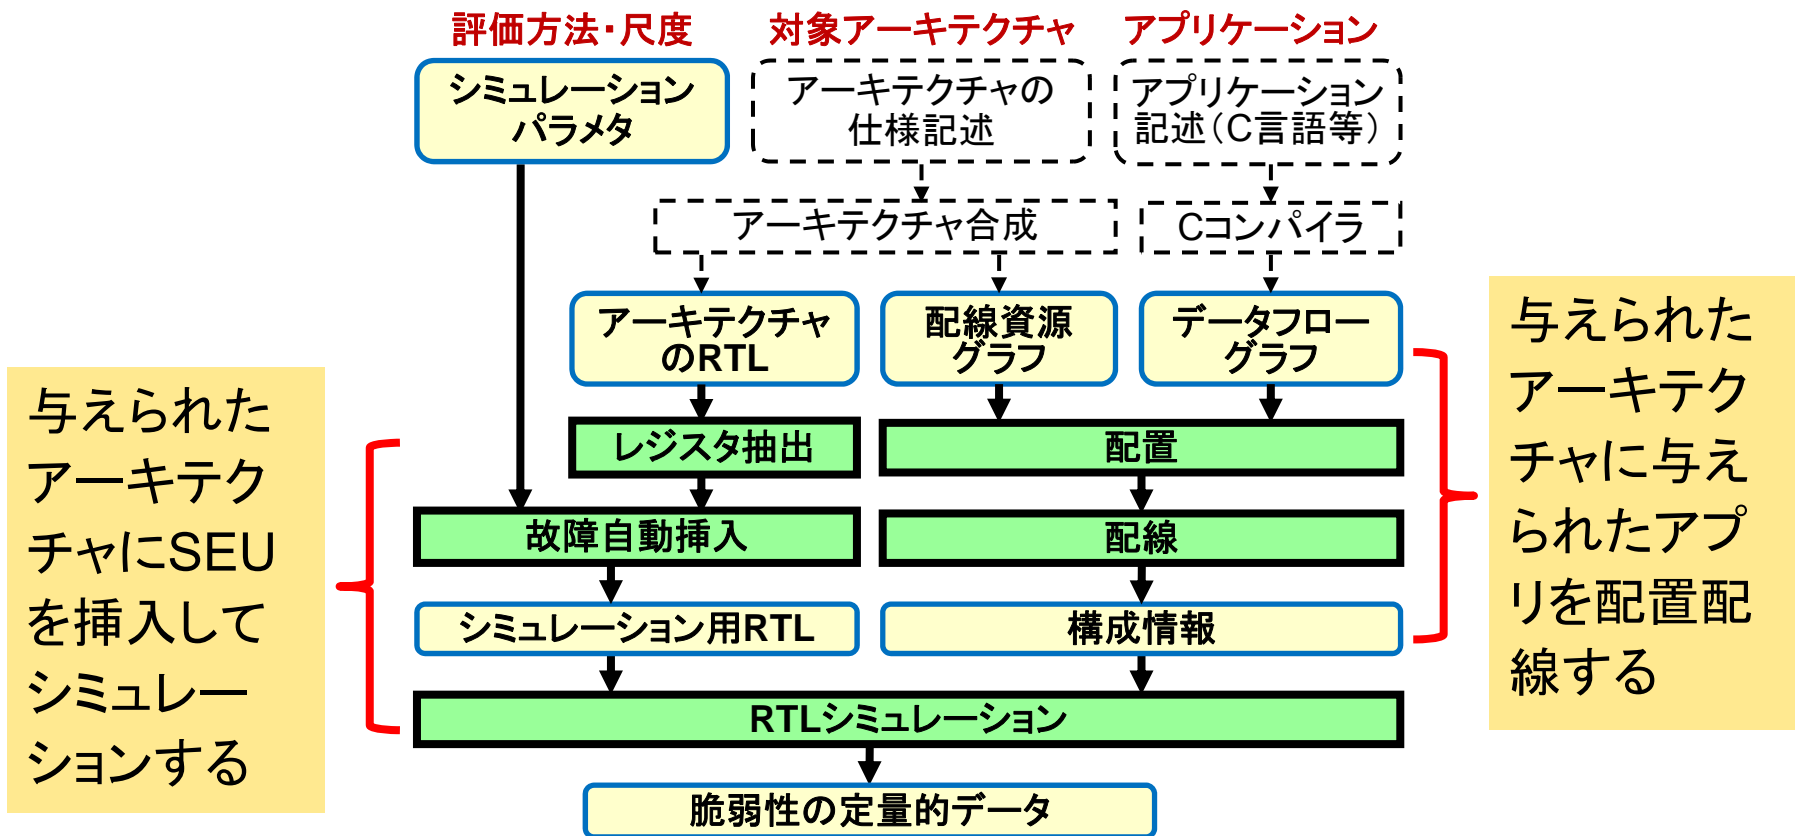 評価方法・尺度
対象アーキテクチャ
アプリケーション
シミュレーション
パラメタ
アーキテクチャの
仕様記述
アプリケーション
記述（C言語等）
アーキテクチャ合成
Cコンパイラ
アーキテクチャ
のRTL
配線資源
グラフ
データフロー
グラフ
レジスタ抽出
配置
故障自動挿入
配線
シミュレーション用RTL
構成情報
RTLシミュレーション
脆弱性の定量的データ
与えられた
アーキテク
チャにSEU
を挿入して
シミュレー
ションする
与えられた
アーキテク
チャに与え
られたアプ
リを配置配
線する